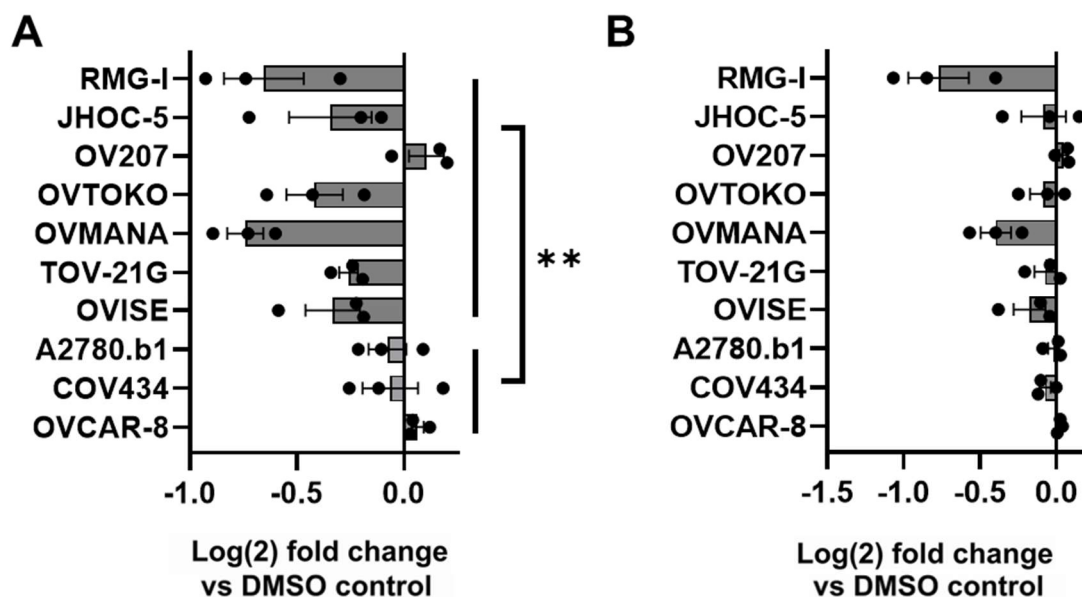 A
RMG-I
JHOC-5
OV207
OVTOKO
OVMANA
TOV-21G
OVISE
A2780.b1
COV434
OVCAR-8
**
-1.0 -0.5 0.0
Log(2) fold change
vs DMSO control
B
RMG-I
JHOC-5
OV207
OVTOKO
OVMANA
TOV-21G
OVISE
A2780.b1
COV434
OVCAR-8
-1.5 -1.0 -0.5 0.0
Log(2) fold change
vs DMSO control